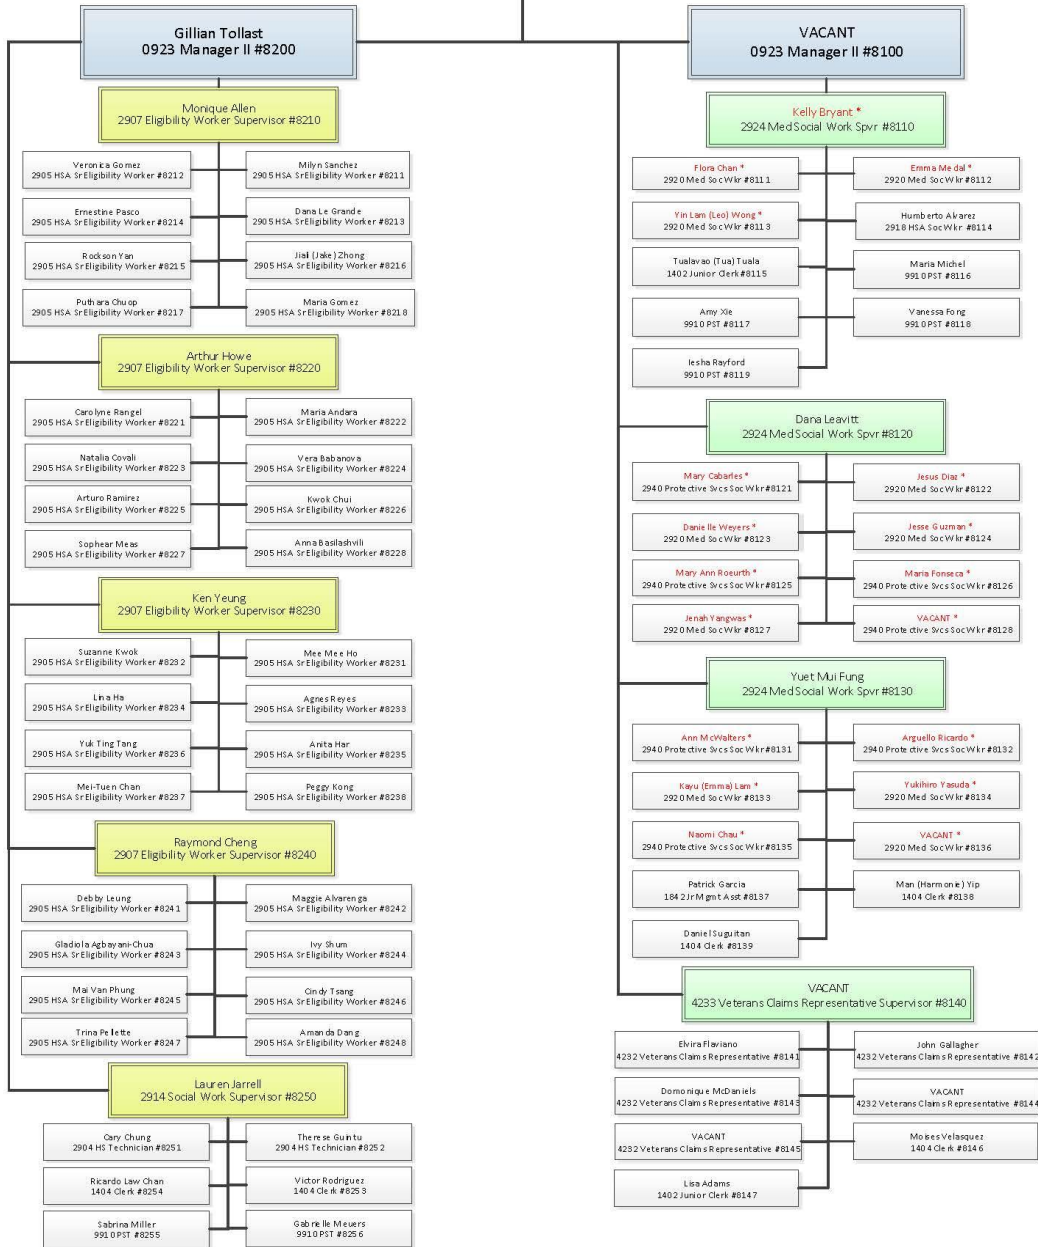 Gillian Tollast
0923 Manager II #8200
Monique Allen
2907 Eligibility Worker Supervisor #8210
Veronica Gomez
2905 HSA Sr Eligibility Worker #8212
Milyn Sanchez
2905 HSA Sr Eligibility Worker #8211
Ernestine Pasco
2905 HSA Sr Eligibility Worker #8214
Dana Le Grande
2905 HSA Sr Eligibility Worker #8213
Rockson Yan
2905 HSA Sr Eligibility Worker #8215
Jiali (Jake) Zhong
2905 HSA Sr Eligibility Worker #8216
Puthara Chuop
2905 HSA Sr Eligibility Worker #8217
Maria Gomez
2905 HSA Sr Eligibility Worker #8218
Arthur Howe
2907 Eligibility Worker Supervisor #8220
Carolyne Rangel
2905 HSA Sr Eligibility Worker #8221
Maria Andara
2905 HSA Sr Eligibility Worker #8222
Natalia Covali
2905 HSA Sr Eligibility Worker #8223
Vera Babanova
2905 HSA Sr Eligibility Worker #8224
Arturo Ramirez
2905 HSA Sr Eligibility Worker #8225
Kwok Chui
2905 HSA Sr Eligibility Worker #8226
Sophear Meas
2905 HSA Sr Eligibility Worker #8227
Anna Basilashvili
2905 HSA Sr Eligibility Worker #8228
Ken Yeung
2907 Eligibility Worker Supervisor #8230
Suzanne Kwok
2905 HSA Sr Eligibility Worker #8232
Mee Mee Ho
2905 HSA Sr Eligibility Worker #8231
Lina Ha
2905 HSA Sr Eligibility Worker #8234
Agnes Reyes
2905 HSA Sr Eligibility Worker #8233
Yuk Ting Tang
2905 HSA Sr Eligibility Worker #8236
Anita Har
2905 HSA Sr Eligibility Worker #8235
Mei-Tuen Chan
2905 HSA Sr Eligibility Worker #8237
Peggy Kong
2905 HSA Sr Eligibility Worker #8238
Raymond Cheng
2907 Eligibility Worker Supervisor #8240
Debby Leung
2905 HSA Sr Eligibility Worker #8241
Maggie Alvarenga
2905 HSA Sr Eligibility Worker #8242
Gladiola Agbayani-Chua
2905 HSA Sr Eligibility Worker #8243
Ivy Shum
2905 HSA Sr Eligibility Worker #8244
Mai Van Phung
2905 HSA Sr Eligibility Worker #8245
Cindy Tsang
2905 HSA Sr Eligibility Worker #8246
Trina Pellette
2905 HSA Sr Eligibility Worker #8247
Amanda Dang
2905 HSA Sr Eligibility Worker #8248
Lauren Jarrell
2914 Social Work Supervisor #8250
Cary Chung
2904 HS Technician #8251
Therese Guintu
2904 HS Technician #8252
Ricardo Law Chan
1404 Clerk #8254
Victor Rodriguez
1404 Clerk #8253
Sabrina Miller
9910 PST #8255
Gabrielle Meuers
9910 PST #8256
VACANT
0923 Manager II #8100
Kelly Bryant *
2924 Med Social Work Spvr #8110
Flora Chan *
2920 Med Soc Wkr #8111
Emma Medal *
2920 Med Soc Wkr #8112
Yin Lam (Leo) Wong *
2920 Med Soc Wkr #8113
Humberto Alvarez
2918 HSA Soc Wkr #8114
Tualavao (Tua) Tuala
1402 Junior Clerk #8115
Maria Michel
9910 PST #8116
Amy Xie
9910 PST #8117
Vanessa Fong
9910 PST #8118
Iesha Rayford
9910 PST #8119
Dana Leavitt
2924 Med Social Work Spvr #8120
Mary Cabarles *
2940 Protective Svcs Soc Wkr #8121
Jesus Diaz *
2920 Med Soc Wkr #8122
Danielle Weyers *
2920 Med Soc Wkr #8123
Jesse Guzman *
2920 Med Soc Wkr #8124
Mary Ann Roeurth *
2940 Protective Svcs Soc Wkr #8125
Maria Fonseca *
2940 Protective Svcs Soc Wkr #8126
Jenah Yangwas *
2920 Med Soc Wkr #8127
VACANT *
2940 Protective Svcs Soc Wkr #8128
Yuet Mui Fung
2924 Med Social Work Spvr #8130
Ann McWalters *
2940 Protective Svcs Soc Wkr #8131
Arguello Ricardo *
2940 Protective Svcs Soc Wkr #8132
Kayu (Emma) Lam *
2920 Med Soc Wkr #8133
Yukihiro Yasuda *
2920 Med Soc Wkr #8134
Naomi Chau *
2940 Protective Svcs Soc Wkr #8135
VACANT *
2920 Med Soc Wkr #8136
Patrick Garcia
1842 Jr Mgmt Asst #8137
Man (Harmonie) Yip
1404 Clerk #8138
Daniel Suguitan
1404 Clerk #8139
VACANT
4233 Veterans Claims Representative Supervisor #8140
Elvira Flaviano
4232 Veterans Claims Representative #8141
John Gallagher
4232 Veterans Claims Representative #8142
Domonique McDaniels
4232 Veterans Claims Representative #8143
VACANT
4232 Veterans Claims Representative #8144
VACANT
4232 Veterans Claims Representative #8145
Moises Velasquez
1404 Clerk #8146
Lisa Adams
1402 Junior Clerk #8147